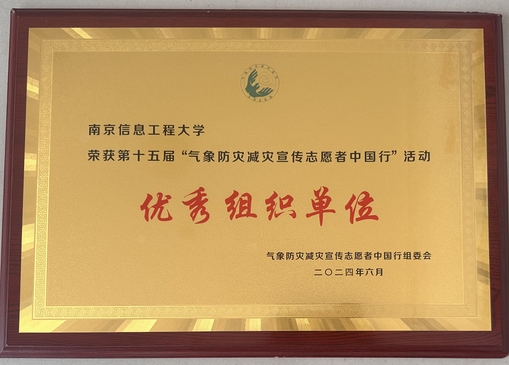 南京信息工程大学
荣获第十五届“气象防灾减灾宣传志愿者中国行”活动
优秀组织单位
气象防灾减灾宣传志愿者中国行组委会
二〇二四年六月